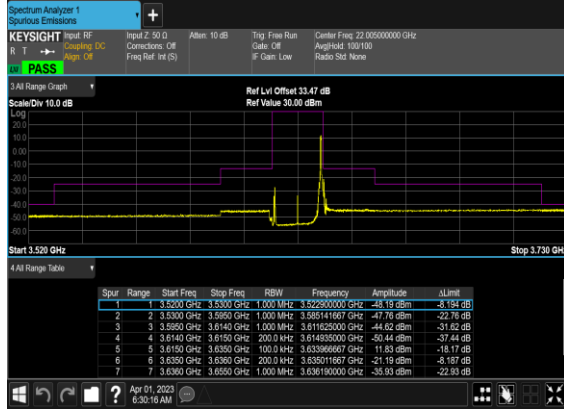 Spectrum Analyzer 1
Spurious Emissions
KEYSIGHT Input: RF Input Z: 50 Ω Atten: 10 dB Trig: Free Run Center Freq: 22.005000000 GHz
R T Coupling: DC Corrections: Off Gate: Off Avg|Hold: 100/100
Align: Off Freq Ref: Int (S) IF Gain: Low Radio Std: None
PASS
3 All Range Graph
Ref Lvl Offset 33.47 dB
Scale/Div 10.0 dB Ref Value 30.00 dBm
Log
20.0
10.0
0.00
-10.0
-20.0
-30.0
-40.0
-50.0
-60.0
Start 3.520 GHz Stop 3.730 GH
4 All Range Table
Spur Range Start Freq Stop Freq RBW Frequency Amplitude ΔLimit
1 1 3.5200 GHz 3.5300 GHz 1.000 MHz 3.522900000 GHz -48.19 dBm -8.194 dB
2 2 3.5300 GHz 3.5950 GHz 1.000 MHz 3.585141667 GHz -47.76 dBm -22.76 dB
3 3 3.5950 GHz 3.6140 GHz 1.000 MHz 3.611625000 GHz -44.62 dBm -31.62 dB
4 4 3.6140 GHz 3.6150 GHz 200.0 kHz 3.614935000 GHz -50.44 dBm -37.44 dB
5 5 3.6150 GHz 3.6350 GHz 100.0 kHz 3.633966667 GHz 11.83 dBm -18.17 dB
6 6 3.6350 GHz 3.6360 GHz 200.0 kHz 3.635011667 GHz -21.19 dBm -8.187 dB
7 7 3.6360 GHz 3.6550 GHz 1.000 MHz 3.636190000 GHz -35.93 dBm -22.93 dB
? Apr 01, 2023
6:30:16 AM